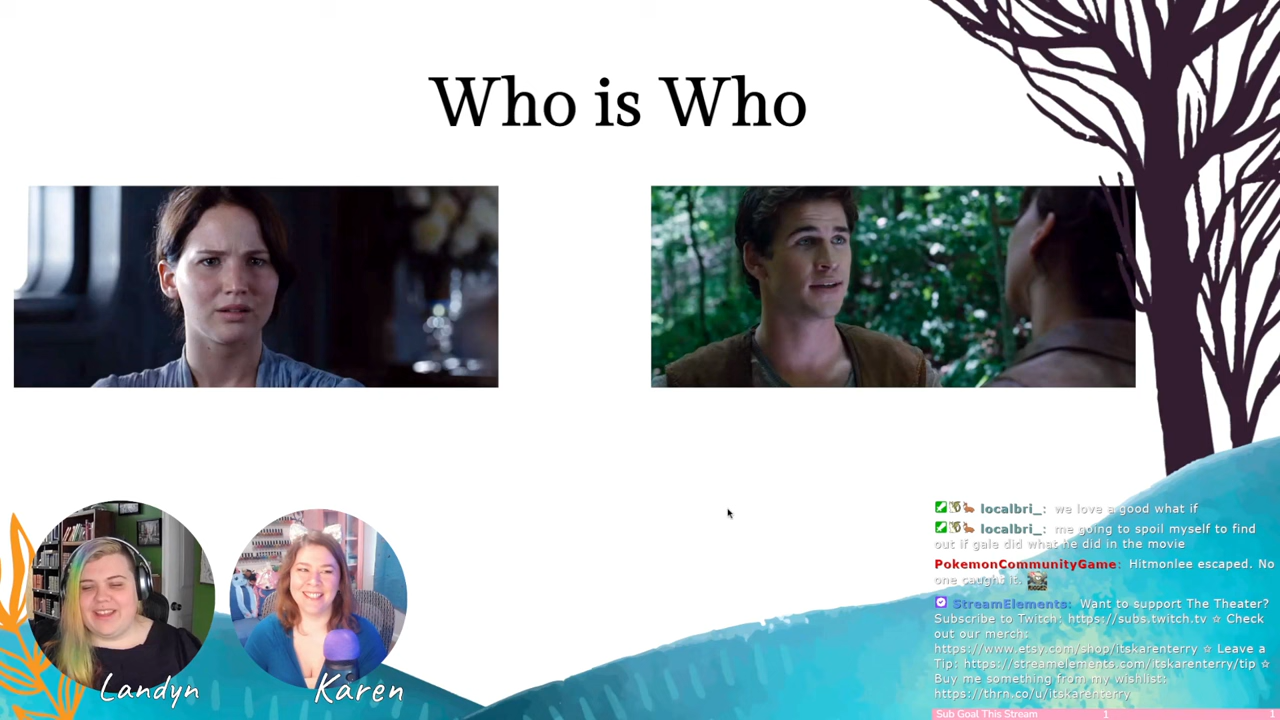 Who is Who
localbri_: we love a good what if
localbri_: me going to spoil myself to find
out if gale did what he did in the movie
PokemonCommunityGame: Hitmonlee escaped. No
one caught it.
StreamElements: Want to support The Theater?
Subscribe to Twitch: https://subs.twitch.tv ☆ Check
out our merch:
https://www.etsy.com/shop/itskarenterry ☆ Leave a
Tip: https://streamelements.com/itskarenterry/tip ☆
Buy me something from my wishlist:
https://thrn.co/u/itskarenterry
Landyn
Karen
Sub Goal This Stream 1 1